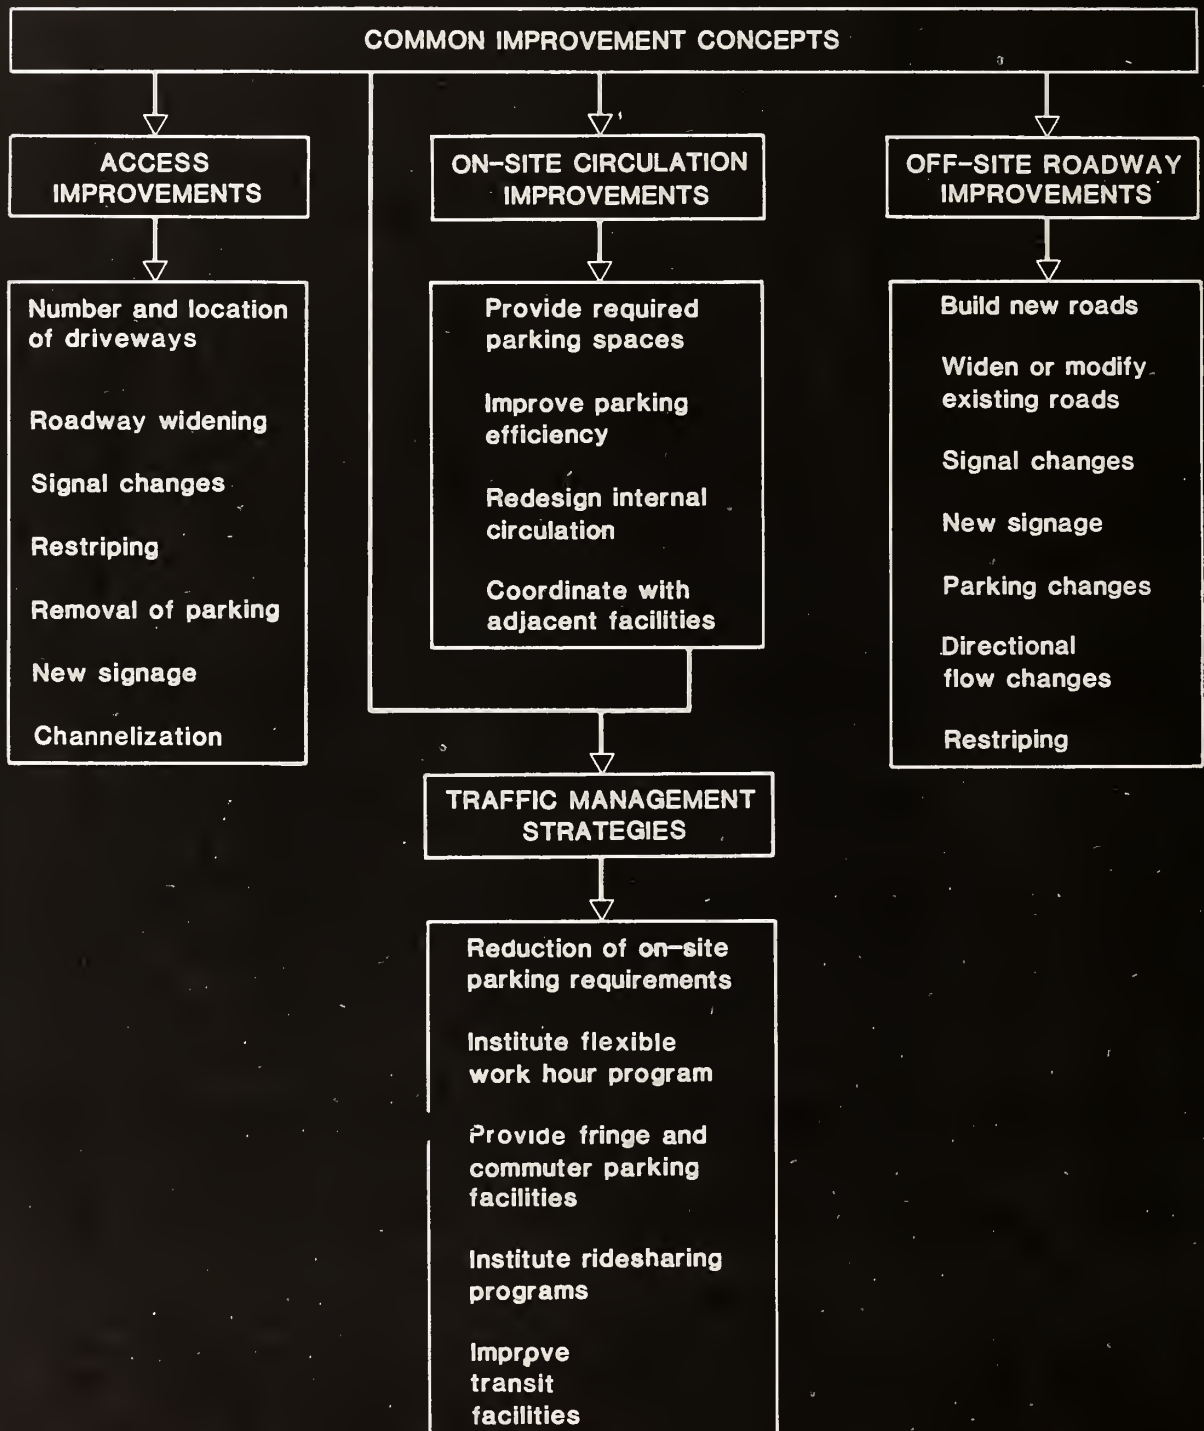 COMMON IMPROVEMENT CONCEPTS
ACCESS
IMPROVEMENTS
Number and location
of driveways
Roadway widening
Signal changes
Restriping
Removal of parking
New signage
Channelization
ON-SITE CIRCULATION
IMPROVEMENTS
Provide required
parking spaces
Improve parking
efficiency
Redesign internal
circulation
Coordinate with
adjacent facilities
OFF-SITE ROADWAY
IMPROVEMENTS
Build new roads
Widen or modify
existing roads
Signal changes
New signage
Parking changes
Directional
flow changes
Restriping
TRAFFIC MANAGEMENT
STRATEGIES
Reduction of on-site
parking requirements
Institute flexible
work hour program
Provide fringe and
commuter parking
facilities
Institute ridesharing
programs
Improve
transit
facilities